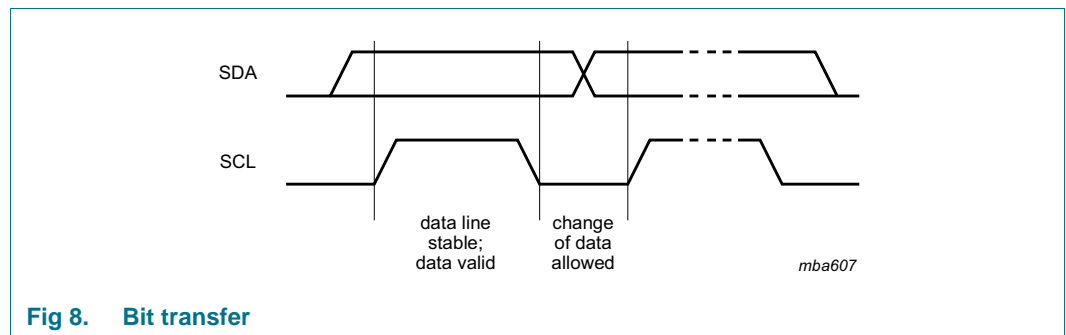 SDA
SCL
data line
stable;
data valid
change
of data
allowed
mba607
Fig 8. Bit transfer